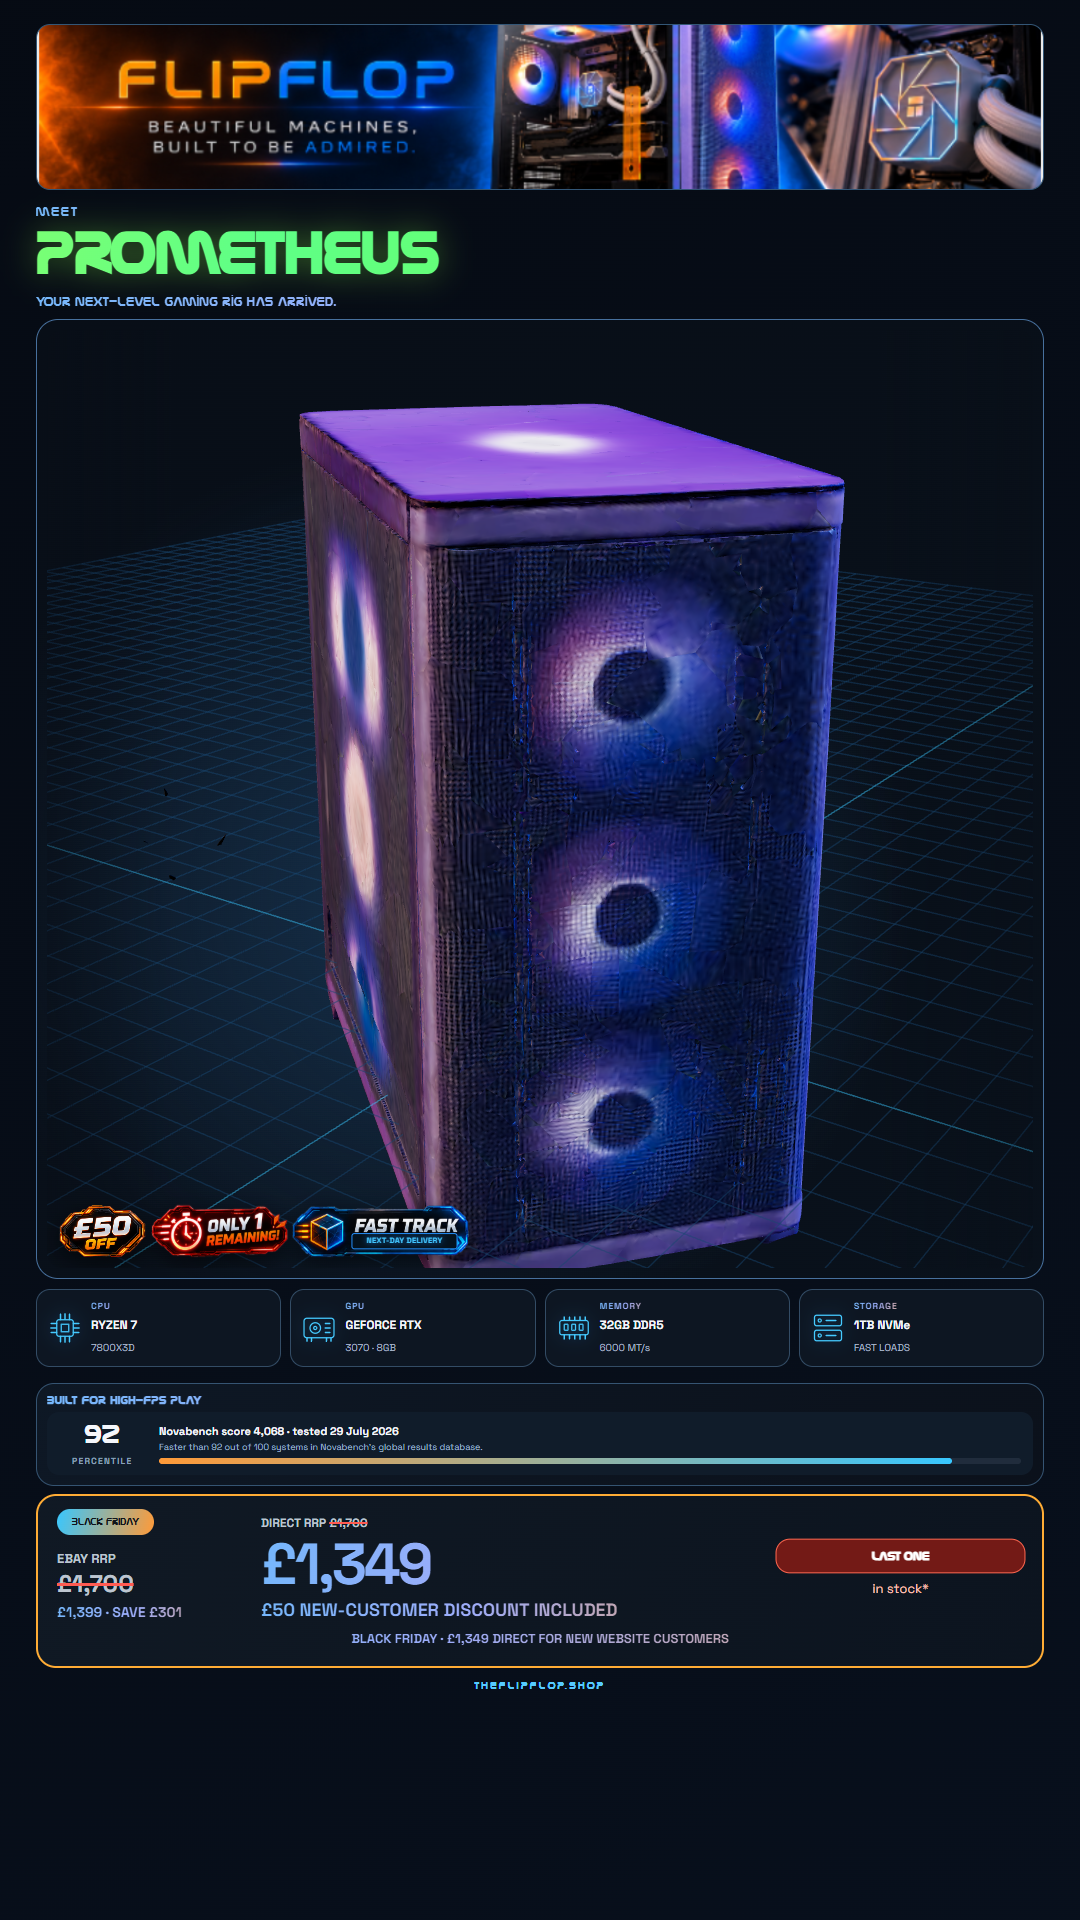 FLIPFLOP
BEAUTIFUL MACHINES,
BUILT TO BE ADMIRED.
MEET
PROMETHEUS
YOUR NEXT-LEVEL GAMING RIG HAS ARRIVED.
£50 OFF
ONLY 1 REMAINING!
FAST TRACK
NEXT-DAY DELIVERY
CPU
RYZEN 7
7800X3D
GPU
GEFORCE RTX
3070 · 8GB
MEMORY
32GB DDR5
6000 MT/s
STORAGE
1TB NVMe
FAST LOADS
BUILT FOR HIGH-FPS PLAY
92
PERCENTILE
Novabench score 4,068 · tested 29 July 2026
Faster than 92 out of 100 systems in Novabench's global results database.
BLACK FRIDAY
EBAY RRP
£1,700
£1,399 · SAVE £301
DIRECT RRP £1,700
£1,349
£50 NEW-CUSTOMER DISCOUNT INCLUDED
BLACK FRIDAY · £1,349 DIRECT FOR NEW WEBSITE CUSTOMERS
LAST ONE
in stock*
THEFLIPFLOP.SHOP